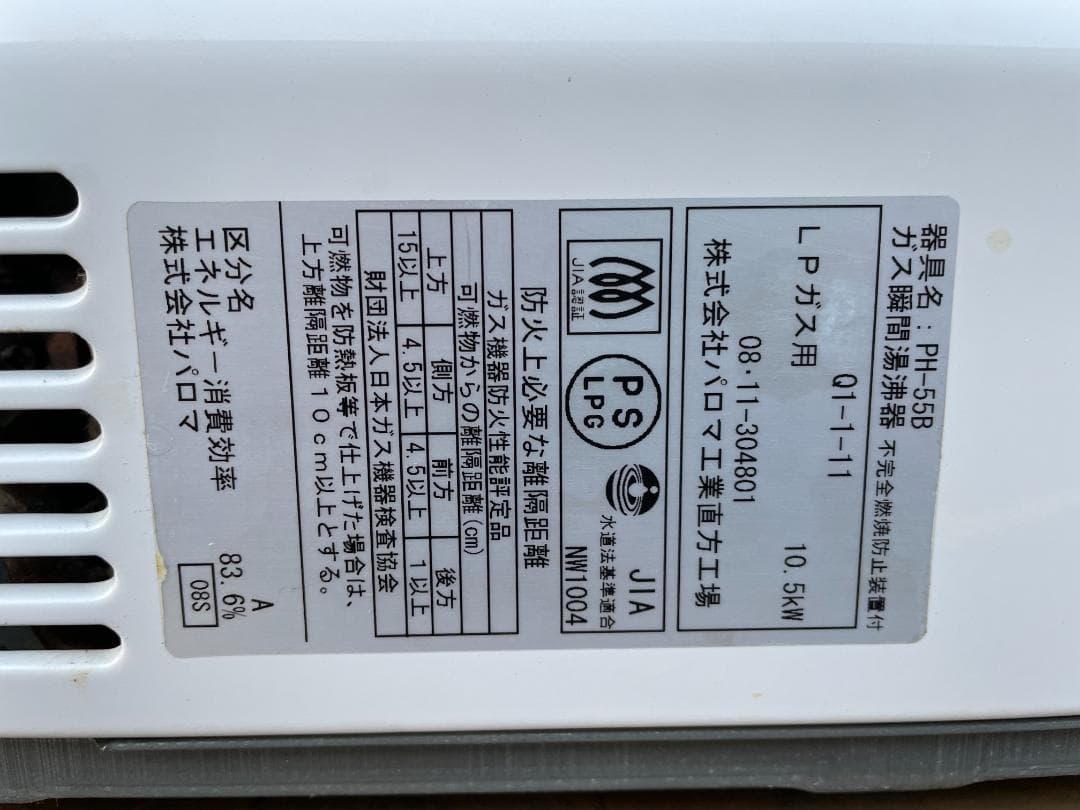 器具名：PH-55B
ガス瞬間湯沸器 不完全燃焼防止装置付
Q1-1-11
LPガス用 10.5kW
08・11-304801
株式会社パロマ工業直方工場
JIA認証
PS
LPG
JIA
水道法基準適合
NW1004
防火上必要な離隔距離
ガス機器防火性能評定品
可燃物からの離隔距離(cm)
上方 側方 前方 後方
15以上 4.5以上 4.5以上 1以上
財団法人日本ガス機器検査協会
可燃物を防熱板等で仕上げた場合は、
上方離隔距離10cm以上とする。
区分名 A
エネルギー消費効率 83.6%
株式会社パロマ 08S